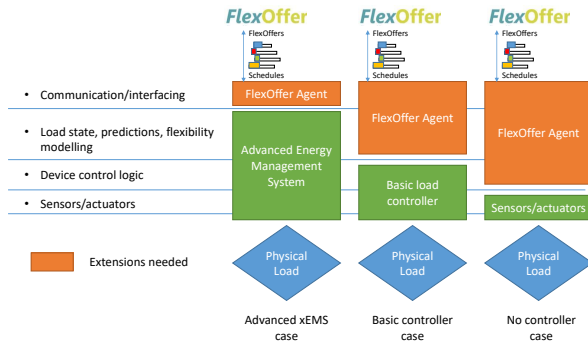 FlexOffer FlexOffer FlexOffer
FlexOffers FlexOffers FlexOffers
Schedules Schedules Schedules
• Communication/interfacing
• Load state, predictions, flexibility
modelling
• Device control logic
• Sensors/actuators
Extensions needed
FlexOffer Agent
Advanced Energy
Management
System
Physical
Load
Advanced xEMS
case
FlexOffer Agent
Basic load
controller
Physical
Load
Basic controller
case
FlexOffer Agent
Sensors/actuators
Physical
Load
No controller
case